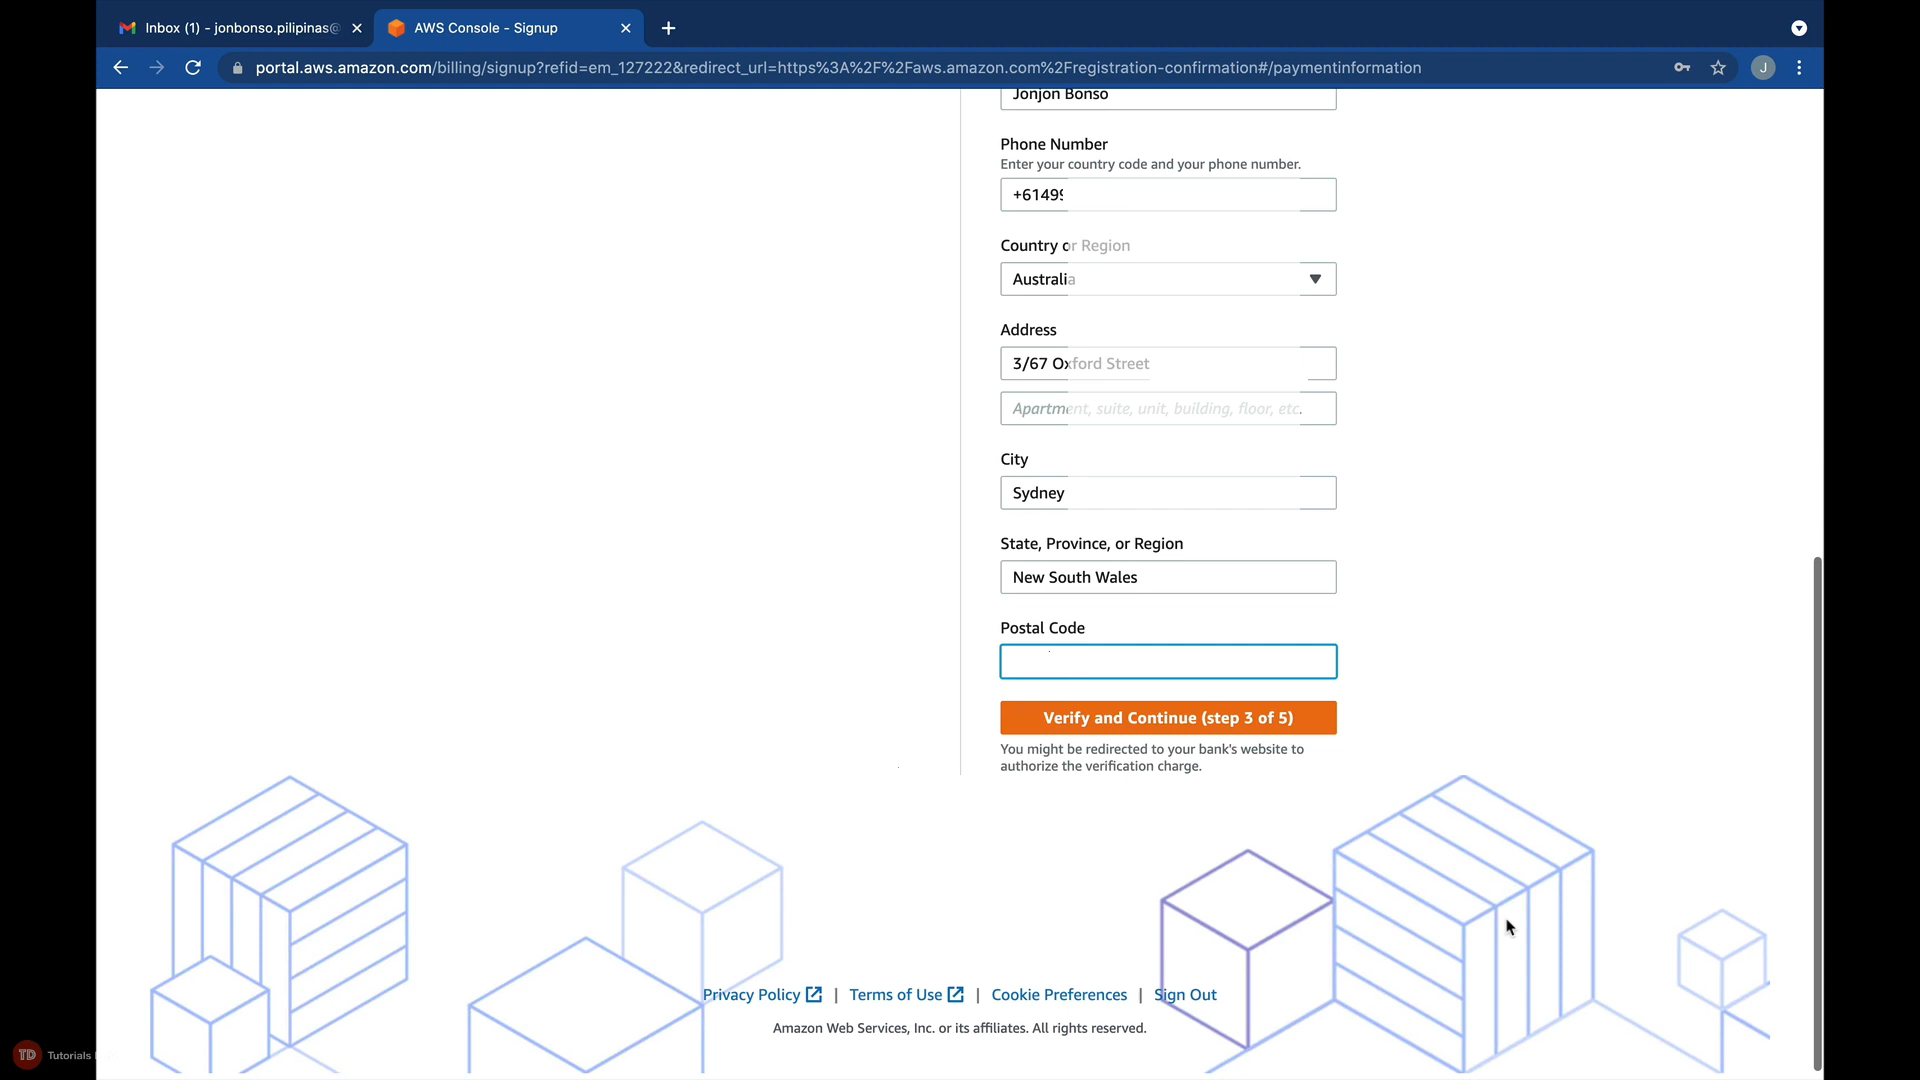 Inbox (1) - jonbonso.pilipinas@
AWS Console - Signup
portal.aws.amazon.com/billing/signup?refid=em_127222&redirect_url=https%3A%2F%2Faws.amazon.com%2Fregistration-confirmation#/paymentinformation
J
Jonjon Bonso
Phone Number
Enter your country code and your phone number.
+61499
Country or Region
Australia
Address
3/67 Oxford Street
Apartment, suite, unit, building, floor, etc.
City
Sydney
State, Province, or Region
New South Wales
Postal Code
Verify and Continue (step 3 of 5)
You might be redirected to your bank's website to
authorize the verification charge.
Privacy Policy | Terms of Use | Cookie Preferences | Sign Out
Amazon Web Services, Inc. or its affiliates. All rights reserved.
TD Tutorials